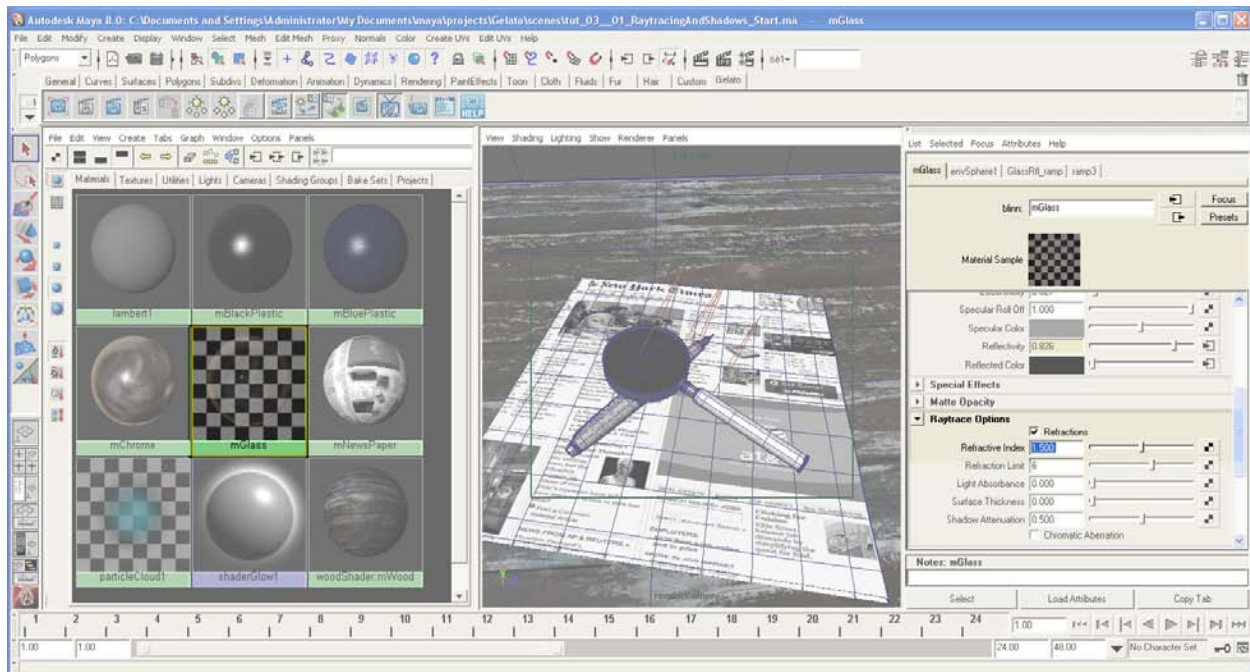 Autodesk Maya 8.0: C:\Documents and Settings\Administrator\My Documents\maya\projects\Gelato\scenes\tut_03__01_RaytracingAndShadows_Start.ma --- mGlass
File Edit Modify Create Display Window Select Mesh Edit Mesh Proxy Normals Color Create UVs Edit UVs Help
Polygons
sel*
General Curves Surfaces Polygons Subdivs Deformation Animation Dynamics Rendering PaintEffects Toon Cloth Fluids Fur Hair Custom Gelato
HELP
File Edit View Create Tabs Graph Window Options Panels
Materials Textures Utilities Lights Cameras Shading Groups Bake Sets Projects
lambert1 mBlackPlastic mBluePlastic
mChrome mGlass mNewsPaper
particleCloud1 shaderGlow1 woodShader:mWood
View Shading Lighting Show Renderer Panels
List Selected Focus Attributes Help
mGlass envSphere1 GlassRfl_ramp ramp3
blinn: mGlass
Focus
Presets
Material Sample
Specular Roll Off 1.000
Specular Color
Reflectivity 0.826
Reflected Color
Special Effects
Matte Opacity
Raytrace Options
Refractions
Refractive Index 1.500
Refraction Limit 6
Light Absorbance 0.000
Surface Thickness 0.000
Shadow Attenuation 0.500
Chromatic Aberration
Notes: mGlass
Select Load Attributes Copy Tab
1 2 3 4 5 6 7 8 9 10 11 12 13 14 15 16 17 18 19 20 21 22 23 24
1.00
1.00 1.00 24.00 48.00 No Character Set